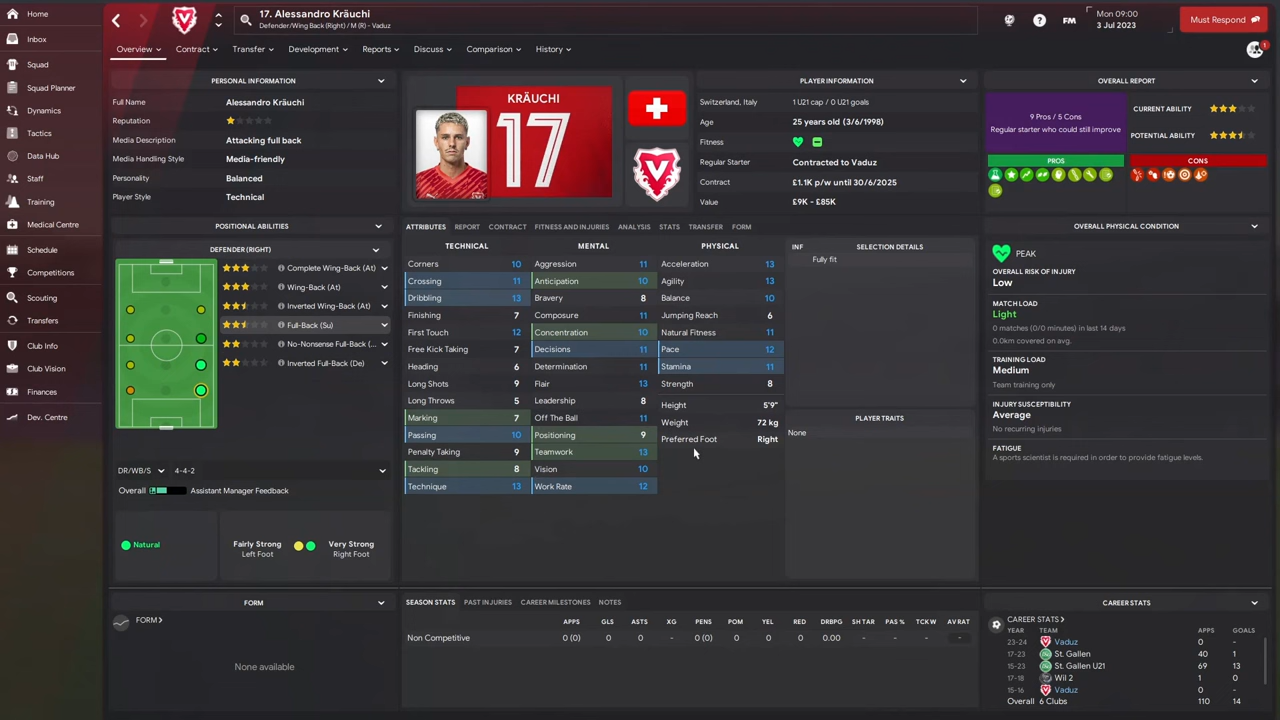 Home
Inbox
Squad
Squad Planner
Dynamics
Tactics
Data Hub
Staff
Training
Medical Centre
Schedule
Competitions
Scouting
Transfers
Club Info
Club Vision
Finances
Dev. Centre
17. Alessandro Kräuchi
Defender/Wing Back (Right) / M (R) - Vaduz
?
FM
Mon 09:00
3 Jul 2023
Must Respond
Overview
Contract
Transfer
Development
Reports
Discuss
Comparison
History
1
PERSONAL INFORMATION
Full Name Alessandro Kräuchi
Reputation
Media Description Attacking full back
Media Handling Style Media-friendly
Personality Balanced
Player Style Technical
KRÄUCHI
17
PLAYER INFORMATION
Switzerland, Italy 1 U21 cap / 0 U21 goals
Age 25 years old (3/6/1998)
Fitness
Regular Starter Contracted to Vaduz
Contract £1.1K p/w until 30/6/2025
Value £9K - £85K
OVERALL REPORT
9 Pros / 5 Cons
Regular starter who could still improve
CURRENT ABILITY
POTENTIAL ABILITY
PROS
CONS
POSITIONAL ABILITIES
DEFENDER (RIGHT)
Complete Wing-Back (At)
Wing-Back (At)
Inverted Wing-Back (At)
Full-Back (Su)
No-Nonsense Full-Back (...
Inverted Full-Back (De)
DR/WB/S 4-4-2
Overall Assistant Manager Feedback
Natural
Fairly Strong
Left Foot
Very Strong
Right Foot
ATTRIBUTES REPORT CONTRACT FITNESS AND INJURIES ANALYSIS STATS TRANSFER FORM
TECHNICAL
Corners 10
Crossing 11
Dribbling 13
Finishing 7
First Touch 12
Free Kick Taking 7
Heading 6
Long Shots 9
Long Throws 5
Marking 7
Passing 10
Penalty Taking 9
Tackling 8
Technique 13
MENTAL
Aggression 11
Anticipation 10
Bravery 8
Composure 11
Concentration 10
Decisions 11
Determination 11
Flair 13
Leadership 8
Off The Ball 11
Positioning 9
Teamwork 13
Vision 10
Work Rate 12
PHYSICAL
Acceleration 13
Agility 13
Balance 10
Jumping Reach 6
Natural Fitness 11
Pace 12
Stamina 11
Strength 8
Height 5'9"
Weight 72 kg
Preferred Foot Right
INF SELECTION DETAILS
Fully fit
PLAYER TRAITS
None
OVERALL PHYSICAL CONDITION
PEAK
OVERALL RISK OF INJURY
Low
MATCH LOAD
Light
0 matches (0/0 minutes) in last 14 days
0.0km covered on avg.
TRAINING LOAD
Medium
Team training only
INJURY SUSCEPTIBILITY
Average
No recurring injuries
FATIGUE
A sports scientist is required in order to provide fatigue levels.
FORM
FORM
None available
SEASON STATS PAST INJURIES CAREER MILESTONES NOTES
APPS GLS ASTS XG PENS POM YEL RED DRBPG SH TAR PAS % TCK W AV RAT
Non Competitive 0 (0) 0 0 - 0 (0) 0 0 0 0.00 - - - -
CAREER STATS
CAREER STATS
YEAR TEAM APPS GOALS
23-24 Vaduz 0 -
17-23 St. Gallen 40 1
15-23 St. Gallen U21 69 13
17-18 Wil 2 1 0
15-16 Vaduz 0 -
Overall 6 Clubs 110 14